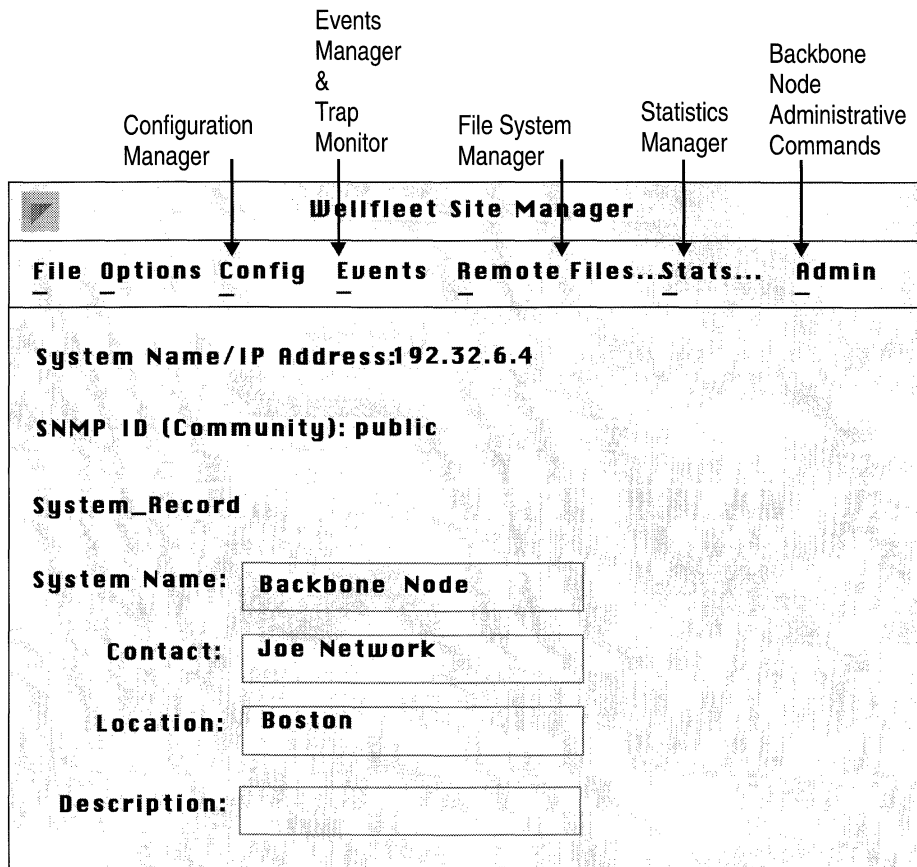 Events
Manager
&
Trap
Monitor
Backbone
Node
Administrative
Commands
Configuration
Manager
File System
Manager
Statistics
Manager
Wellfleet Site Manager
File Options Config Events Remote Files... Stats... Admin
System Name/IP Address:192.32.6.4
SNMP ID (Community): public
System_Record
System Name: Backbone Node
Contact: Joe Network
Location: Boston
Description: